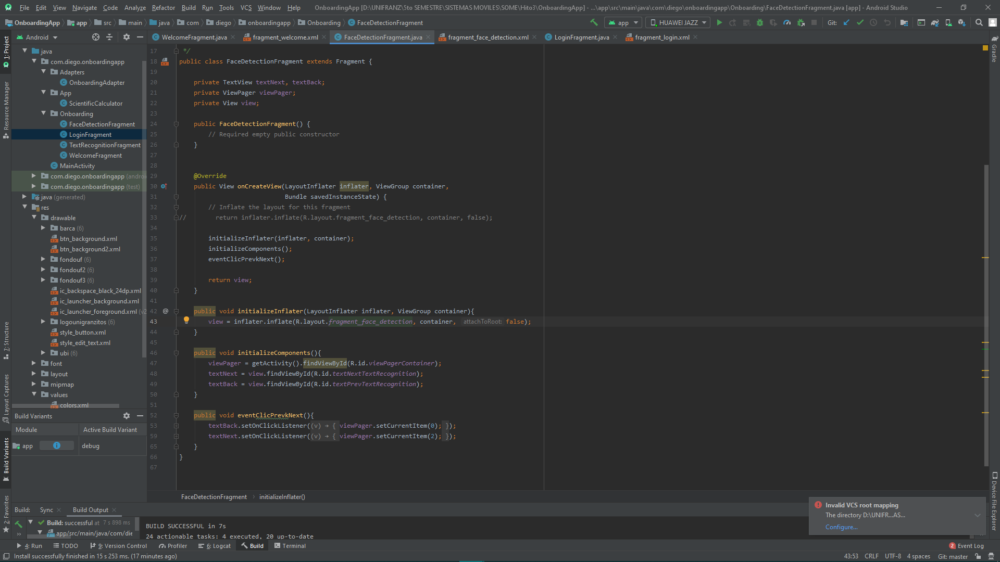 File Edit View Navigate Code Analyze Refactor Build Run Tools VCS Window Help OnboardingApp [D:\UNIFRANZ\5to SEMESTRE\SISTEMAS MOVILES\SOME\Hito3\OnboardingApp] - ...\app\src\main\java\com\diego\onboardingapp\Onboarding\FaceDetectionFragment.java [app] - Android Studio
OnboardingApp app src main java com diego onboardingapp Onboarding FaceDetectionFragment app HUAWEI JAZZ Git:
Android WelcomeFragment.java fragment_welcome.xml FaceDetectionFragment.java fragment_face_detection.xml LoginFragment.java fragment_login.xml
1: Project
Resource Manager
7: Structure
Layout Captures
Build Variants
2: Favorites
java
com.diego.onboardingapp
Adapters
OnboardingAdapter
App
ScientificCalculator
Onboarding
FaceDetectionFragment
LoginFragment
TextRecognitionFragment
WelcomeFragment
MainActivity
com.diego.onboardingapp (androi
com.diego.onboardingapp (test)
java (generated)
res
drawable
barca (6)
btn_background.xml
btn_background2.xml
fondouf (6)
fondouf2 (6)
fondouf3 (6)
ic_backspace_black_24dp.xml
ic_launcher_background.xml
ic_launcher_foreground.xml (v2
logounigranzitos (6)
style_button.xml
style_edit_text.xml
ubi (6)
font
layout
mipmap
values
colors.xml
Build Variants
Module Active Build Variant
app debug
17 */
18 public class FaceDetectionFragment extends Fragment {
19
20 private TextView textNext, textBack;
21 private ViewPager viewPager;
22 private View view;
23
24 public FaceDetectionFragment() {
25 // Required empty public constructor
26 }
27
28
29 @Override
30 public View onCreateView(LayoutInflater inflater, ViewGroup container,
31 Bundle savedInstanceState) {
32 // Inflate the layout for this fragment
33 // return inflater.inflate(R.layout.fragment_face_detection, container, false);
34
35 initializeInflater(inflater, container);
36 initializeComponents();
37 eventClicPrevkNext();
38
39 return view;
40 }
41
42 @ public void initializeInflater(LayoutInflater inflater, ViewGroup container){
43 view = inflater.inflate(R.layout.fragment_face_detection, container, attachToRoot: false);
44 }
45
46 public void initializeComponents(){
47 viewPager = getActivity().findViewById(R.id.viewPagerContainer);
48 textNext = view.findViewById(R.id.textNextTextRecognition);
49 textBack = view.findViewById(R.id.textPrevTextRecognition);
50 }
51
52 public void eventClicPrevkNext(){
53 textBack.setOnClickListener((v) → { viewPager.setCurrentItem(0); });
59 textNext.setOnClickListener((v) → { viewPager.setCurrentItem(2); });
65 }
66 }
67
FaceDetectionFragment initializeInflater()
Gradle
Device File Explorer
Build: Sync Build Output
Build: successful at 7 s 898 ms
app/src/main/java/com/die
BUILD SUCCESSFUL in 7s
24 actionable tasks: 4 executed, 20 up-to-date
Invalid VCS root mapping
The directory D:\UNIFR...AS...
Configure...
4: Run TODO 9: Version Control Profiler 6: Logcat Build Terminal 2 Event Log
Install successfully finished in 15 s 253 ms. (17 minutes ago) 43:53 CRLF UTF-8 4 spaces Git: master